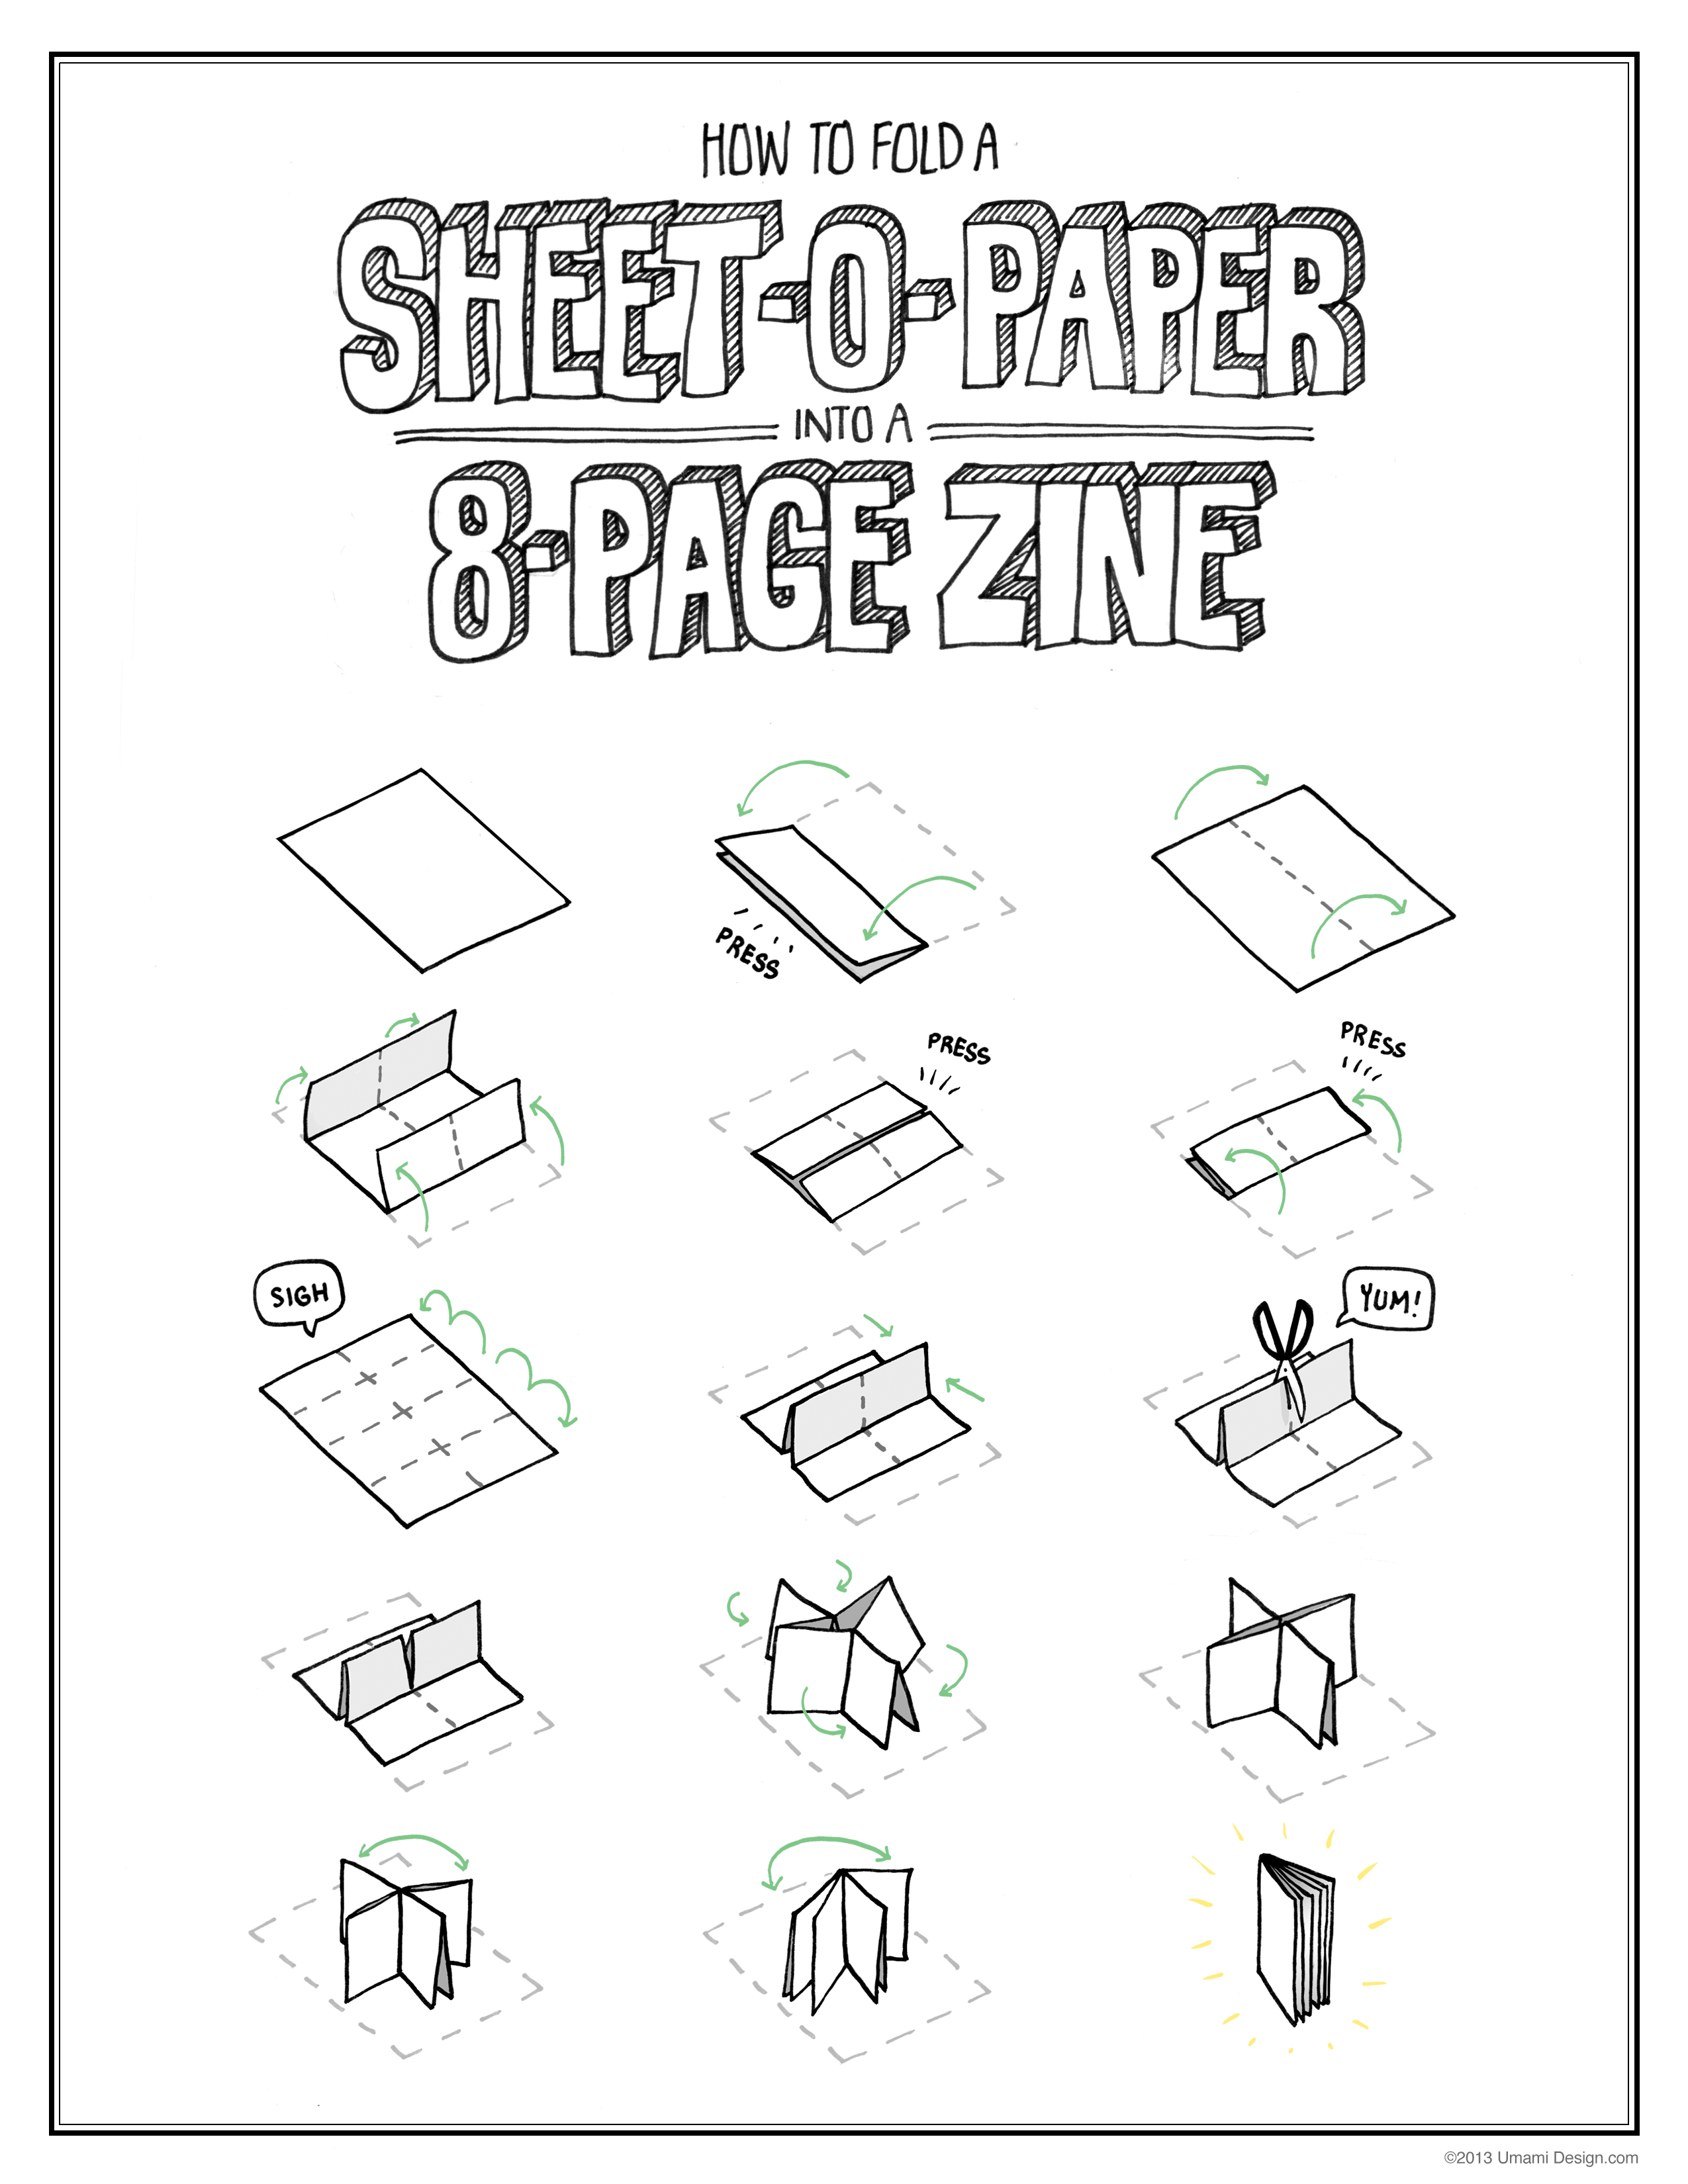 HOW TO FOLD A
SHEET-O-PAPER
INTO A
8-PAGE ZINE
PRESS
PRESS
PRESS
SIGH
YUM!
©2013 Umami Design.com